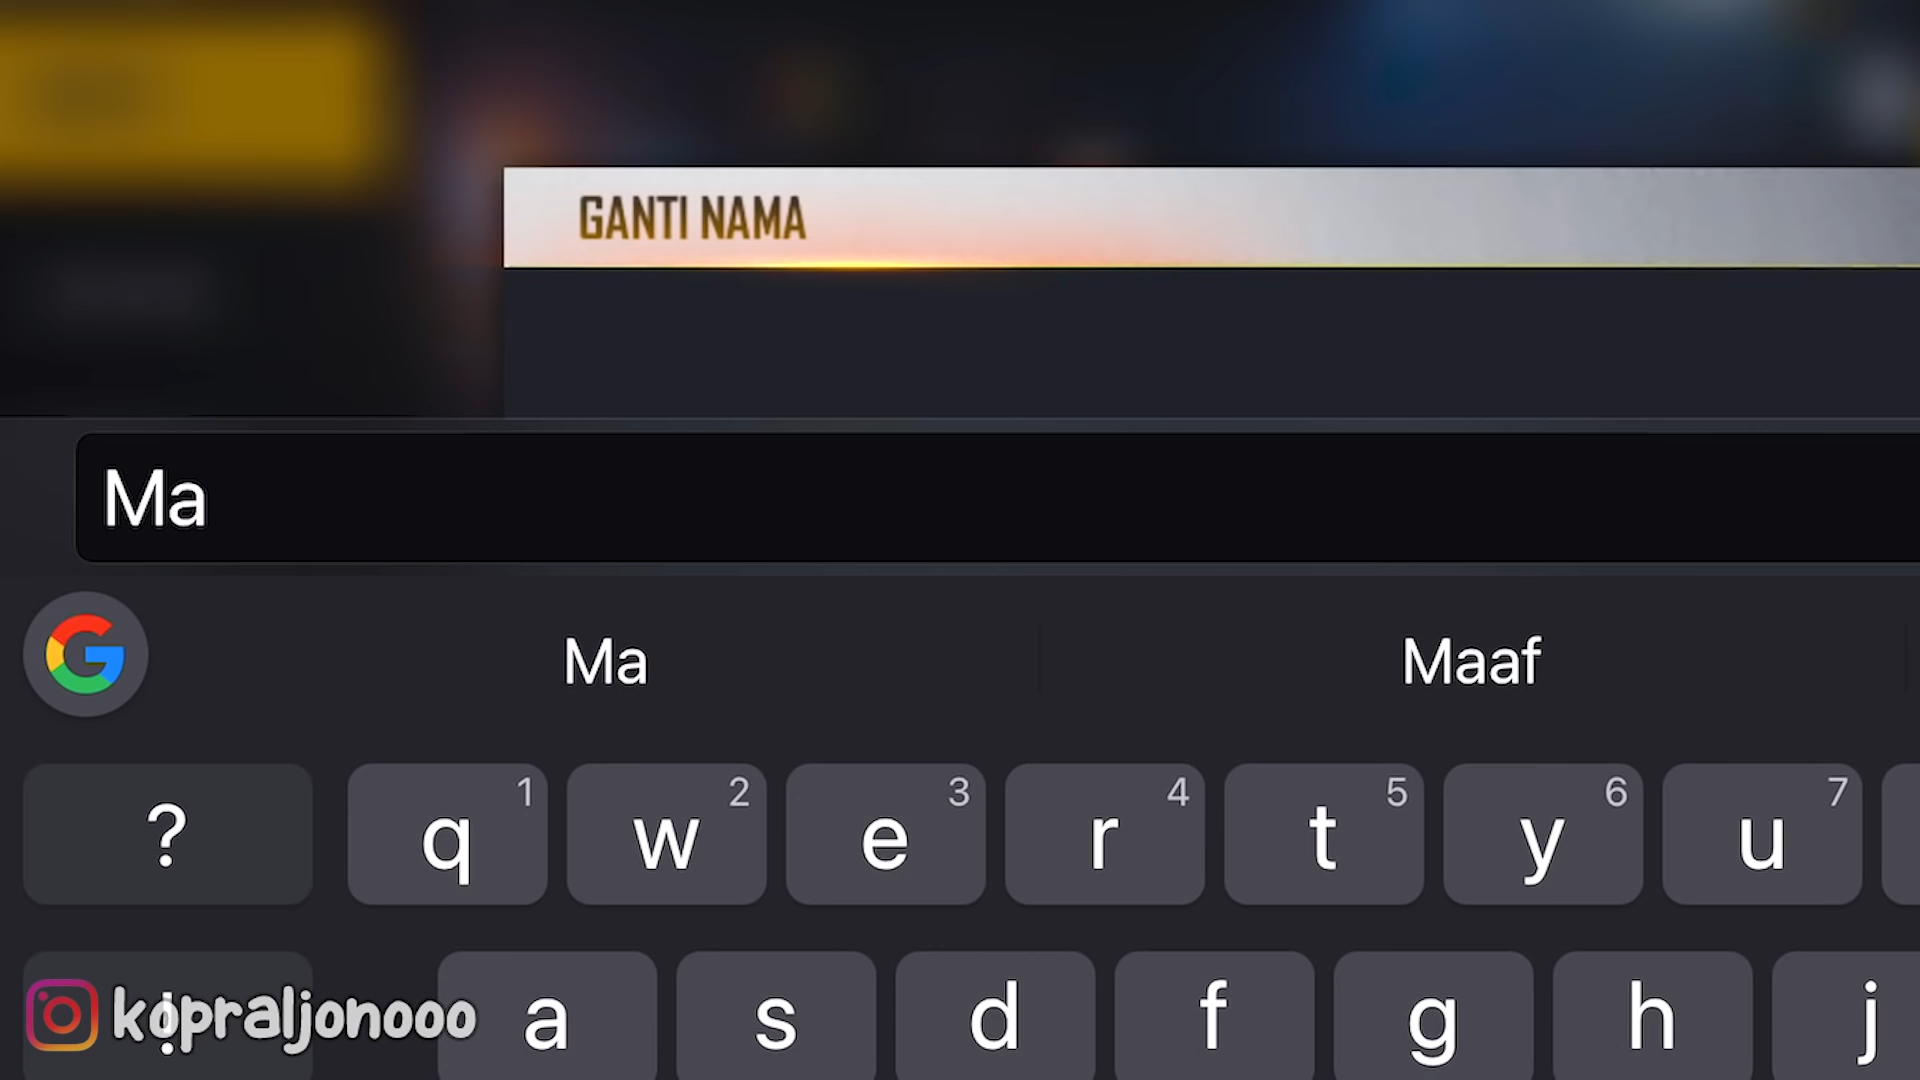 GANTI NAMA
Ma
Ma Maaf
? q 1 w 2 e 3 r 4 t 5 y 6 u 7
! a s d f g h j
kopraljonooo